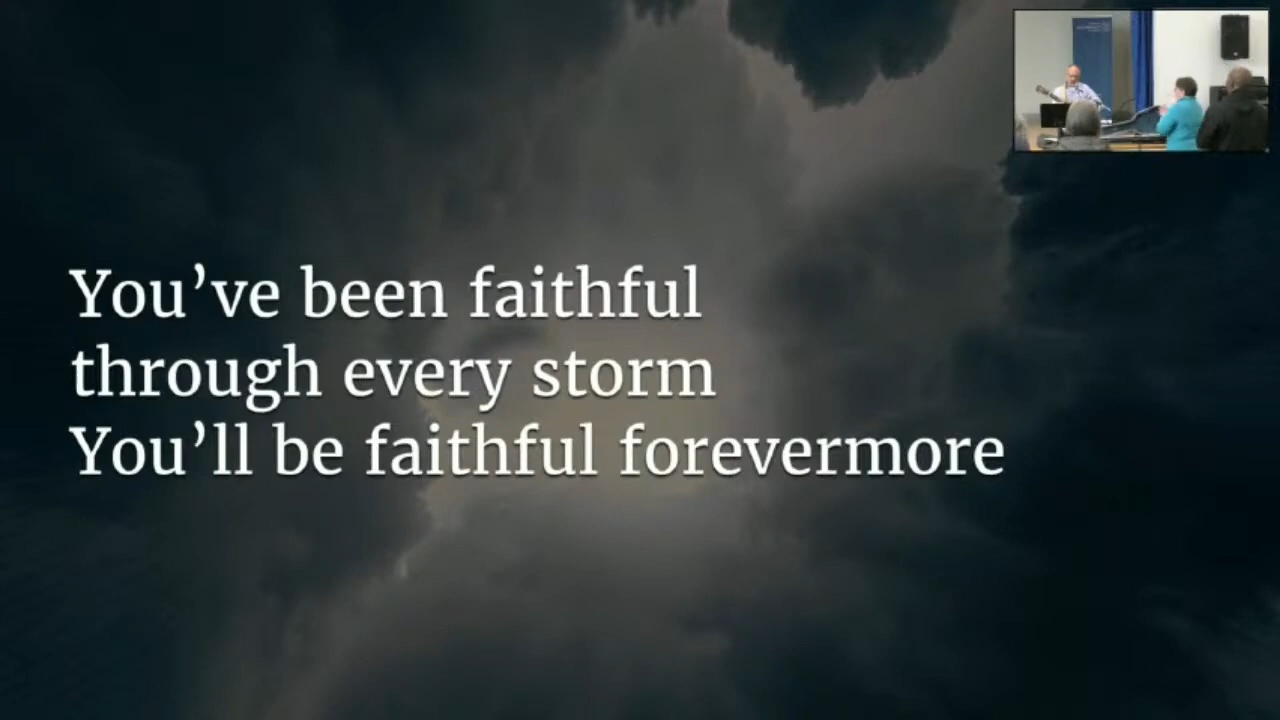 You’ve been faithful
through every storm
You’ll be faithful forevermore